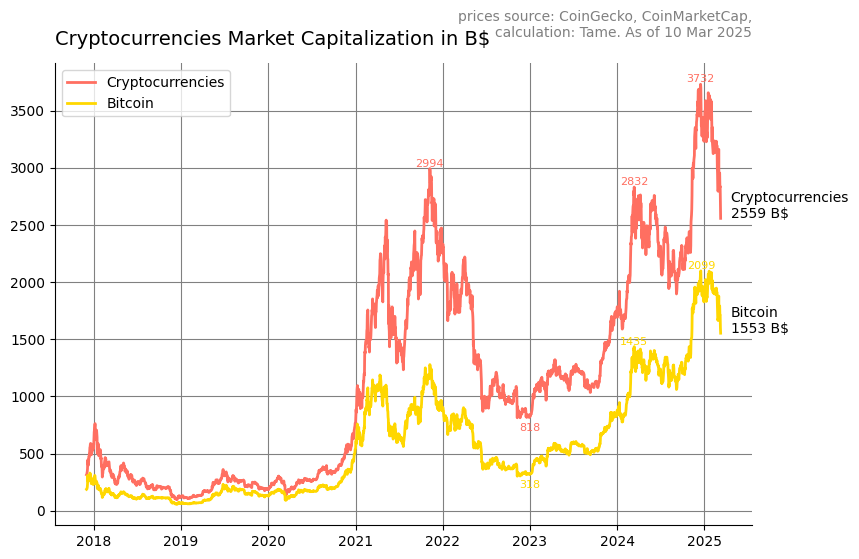 prices source: CoinGecko, CoinMarketCap,
calculation: Tame. As of 10 Mar 2025
Cryptocurrencies Market Capitalization in B$
Cryptocurrencies
Bitcoin
3732
2994
2832
2099
1435
818
318
Cryptocurrencies
2559 B$
Bitcoin
1553 B$
3500
3000
2500
2000
1500
1000
500
0
2018 2019 2020 2021 2022 2023 2024 2025